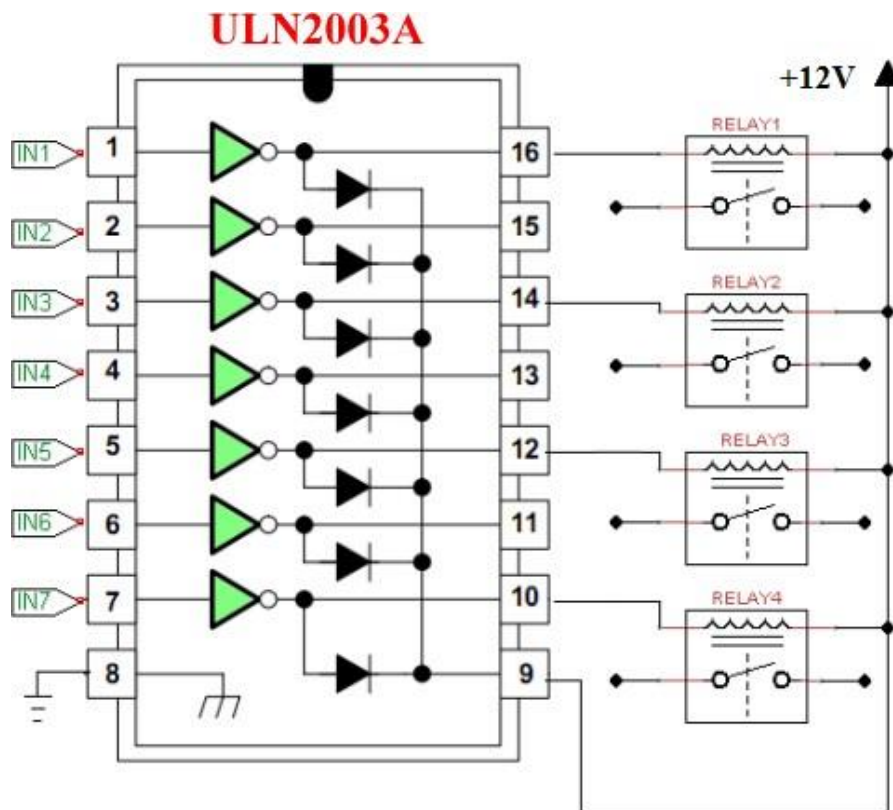 ULN2003A
+12V
IN1 1 16 RELAY1
IN2 2 15
IN3 3 14 RELAY2
IN4 4 13
IN5 5 12 RELAY3
IN6 6 11
IN7 7 10 RELAY4
8 9